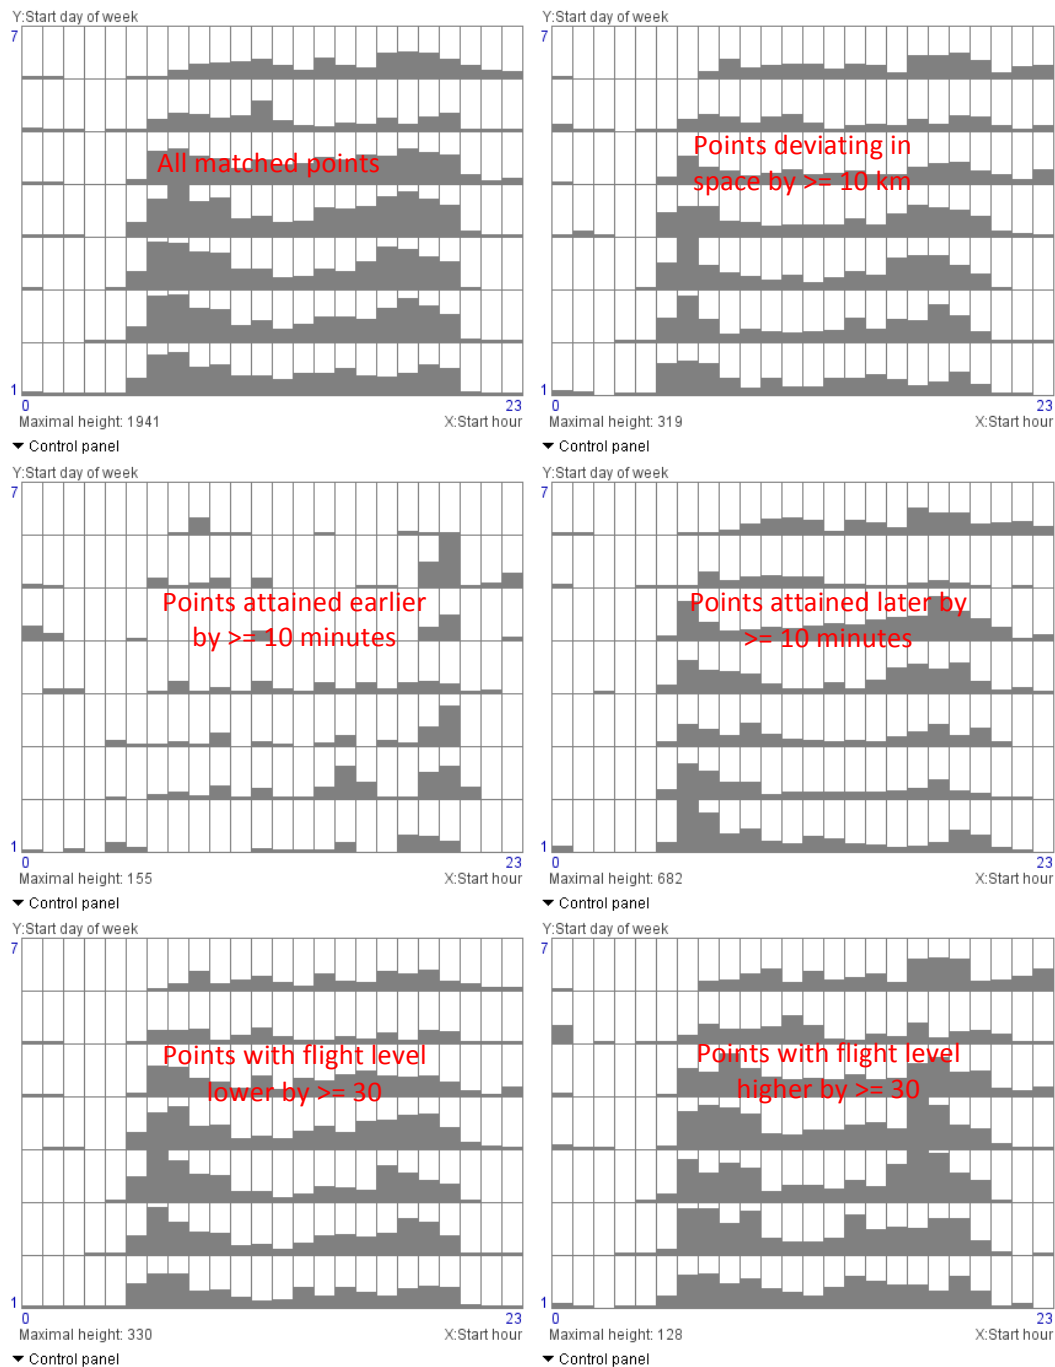 Y:Start day of week
7
All matched points
1
0 23
Maximal height: 1941 X:Start hour
▼ Control panel
Y:Start day of week
Points deviating in
space by >= 10 km
0 23
Maximal height: 319 X:Start hour
▼ Control panel
Y:Start day of week
7
Points attained earlier
by >= 10 minutes
1
0 23
Maximal height: 155 X:Start hour
▼ Control panel
Y:Start day of week
7
Points attained later by
>= 10 minutes
1
0 23
Maximal height: 682 X:Start hour
▼ Control panel
Y:Start day of week
7
Points with flight level
lower by >= 30
1
0 23
Maximal height: 330 X:Start hour
▼ Control panel
Y:Start day of week
7
Points with flight level
higher by >= 30
1
0 23
Maximal height: 128 X:Start hour
▼ Control panel